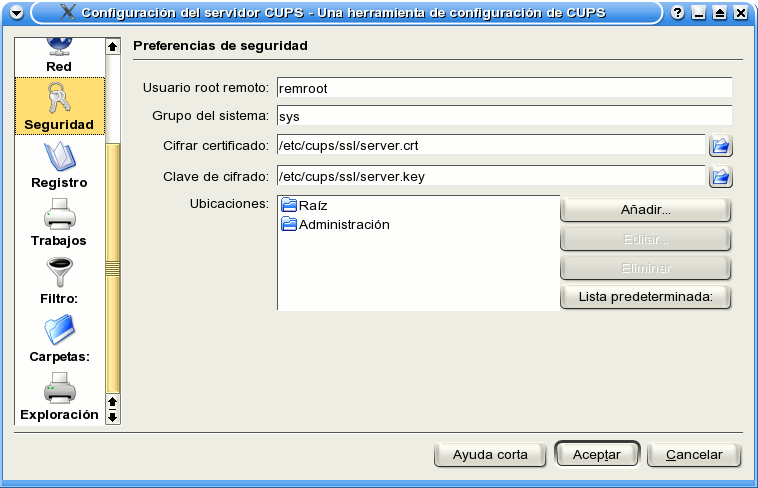 Configuración del servidor CUPS - Una herramienta de configuración de CUPS
Red
Seguridad
Registro
Trabajos
Filtro:
Carpetas:
Exploración
Preferencias de seguridad
Usuario root remoto: remroot
Grupo del sistema: sys
Cifrar certificado: /etc/cups/ssl/server.crt
Clave de cifrado: /etc/cups/ssl/server.key
Ubicaciones:
Raíz
Administración
Añadir...
Editar...
Eliminar
Lista predeterminada:
Ayuda corta
Aceptar
Cancelar